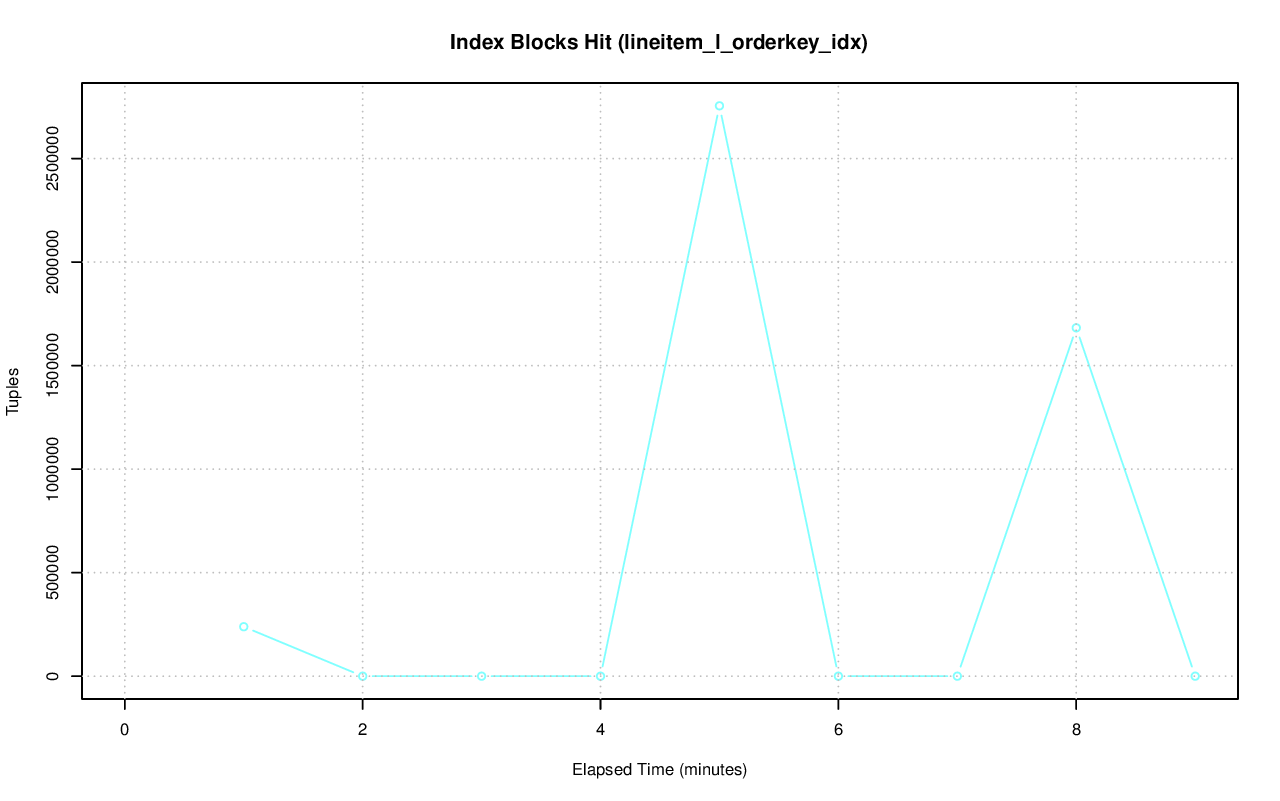 Index Blocks Hit (lineitem_l_orderkey_idx)
Tuples
2500000
2000000
1500000
1000000
500000
0
0 2 4 6 8
Elapsed Time (minutes)